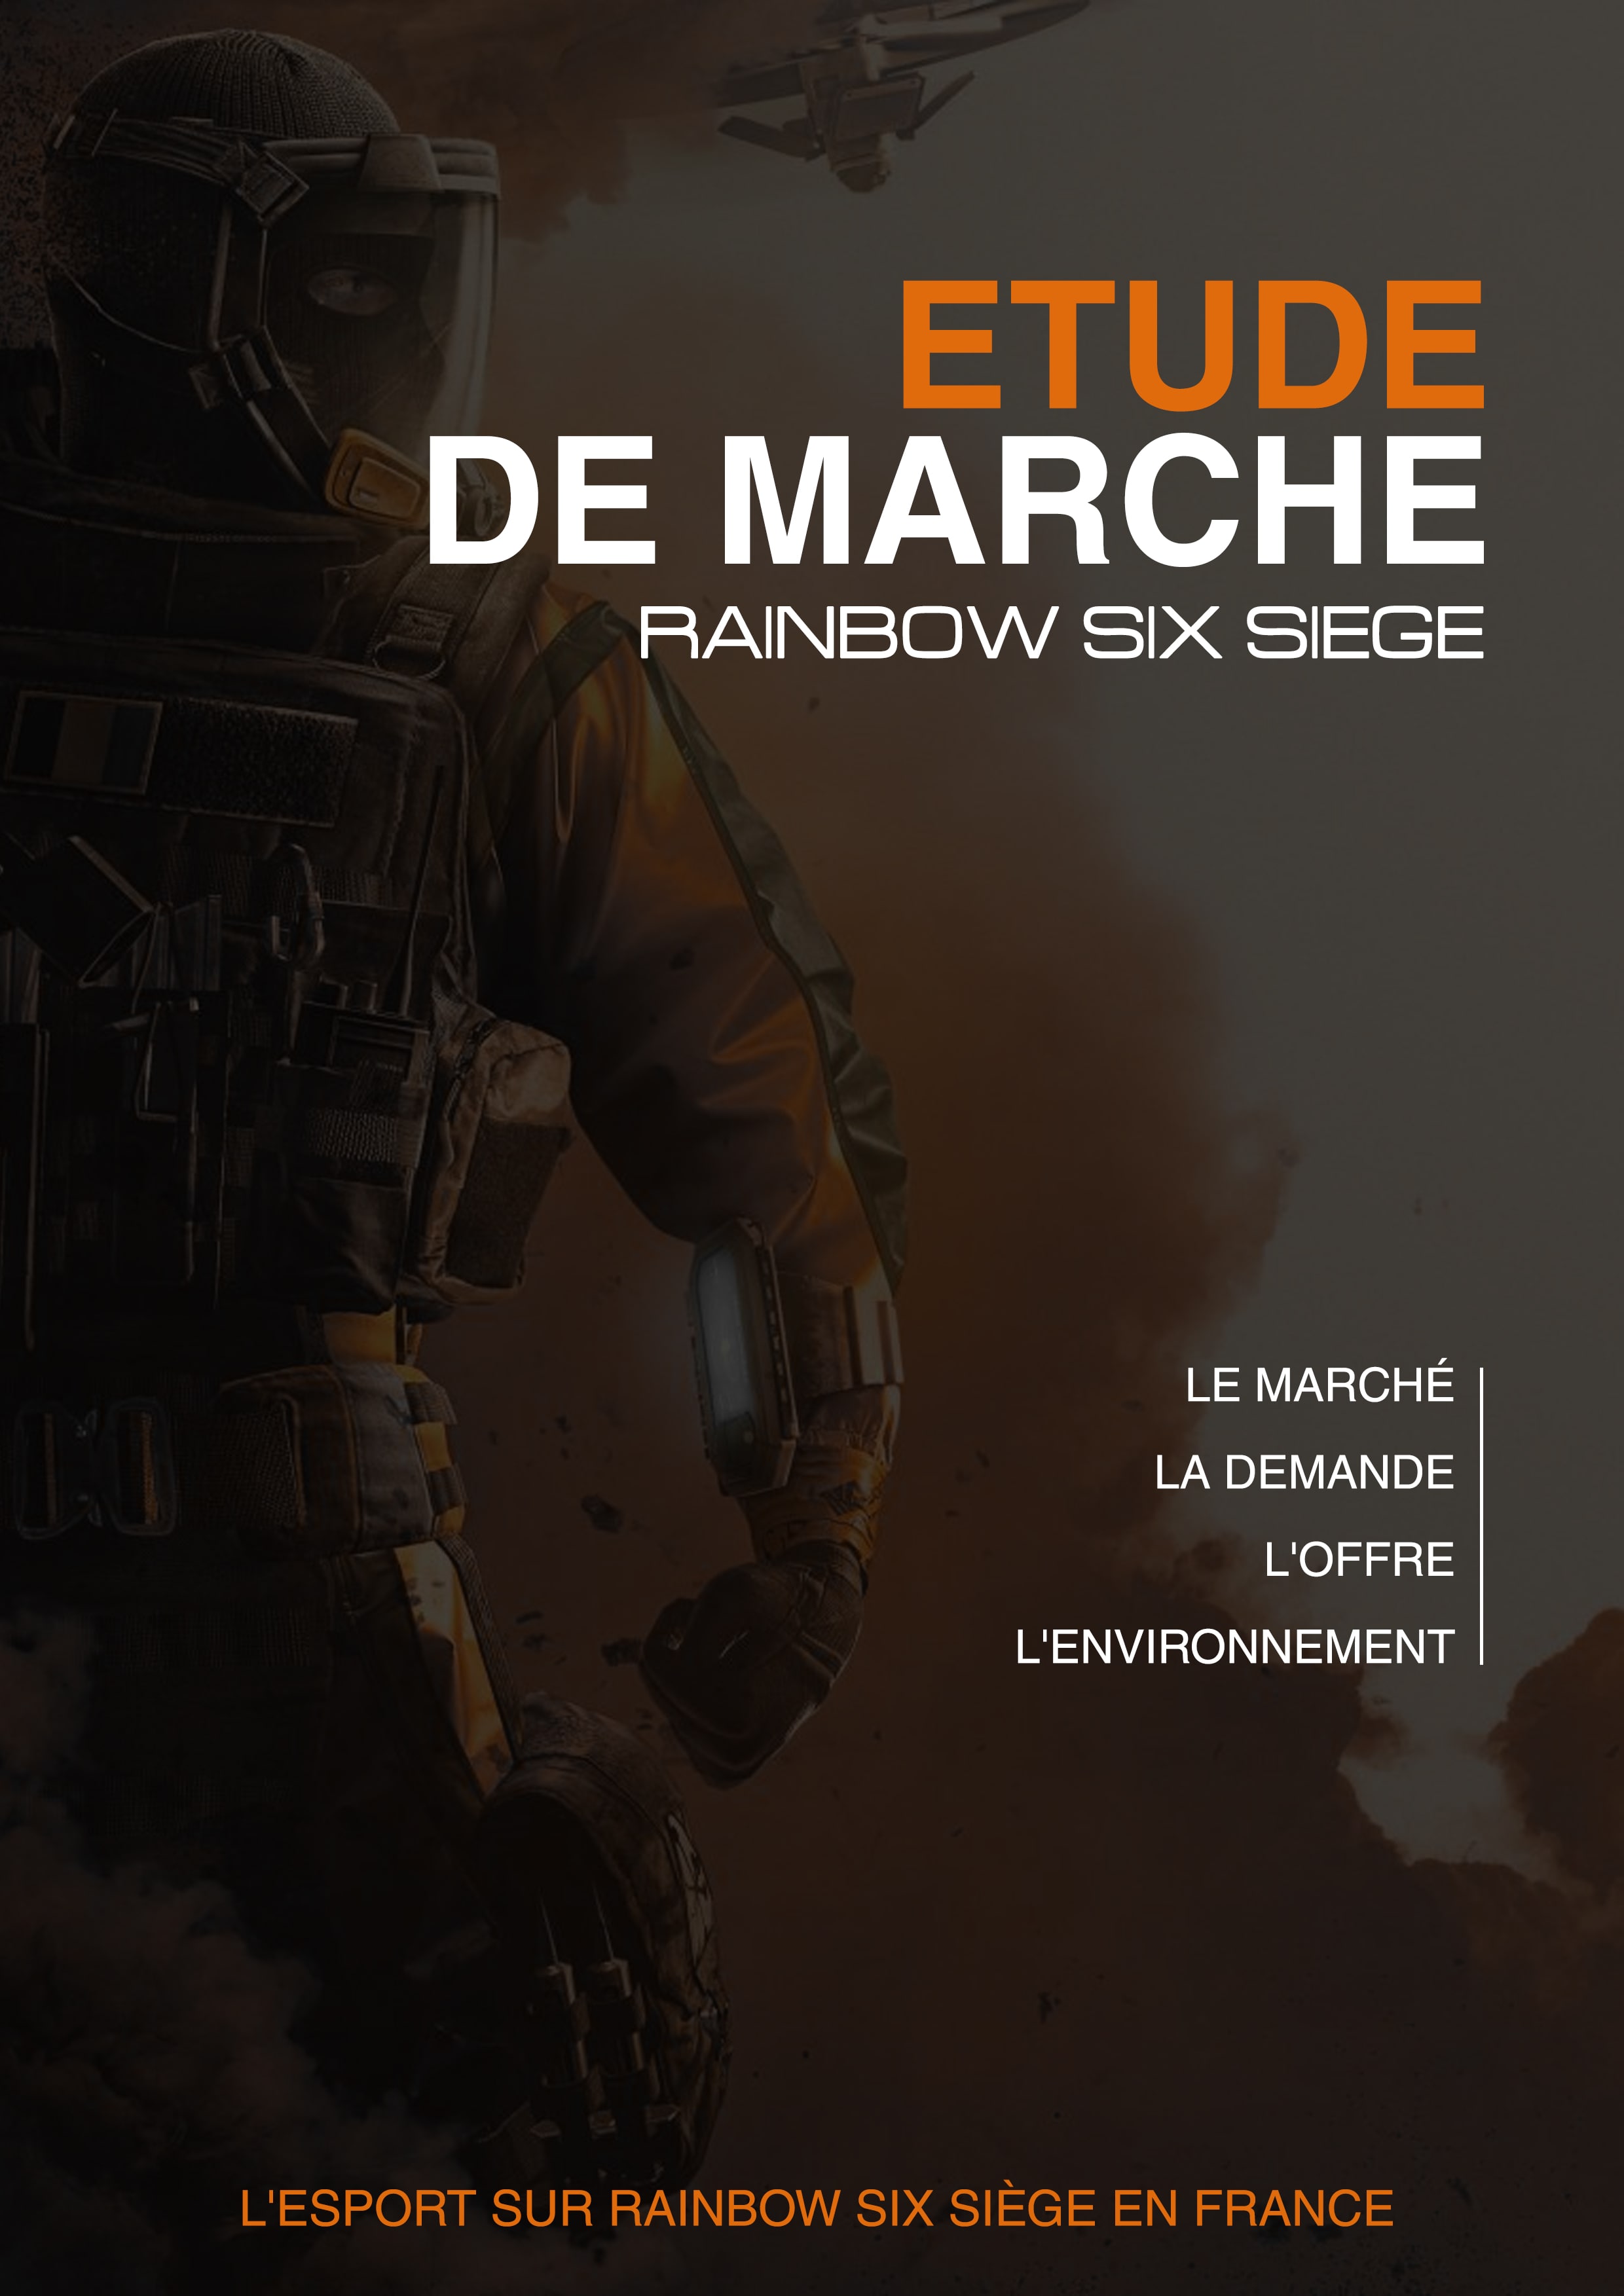 ETUDE
DE MARCHE
RAINBOW SIX SIEGE
LE MARCHÉ
LA DEMANDE
L'OFFRE
L'ENVIRONNEMENT
L'ESPORT SUR RAINBOW SIX SIÈGE EN FRANCE